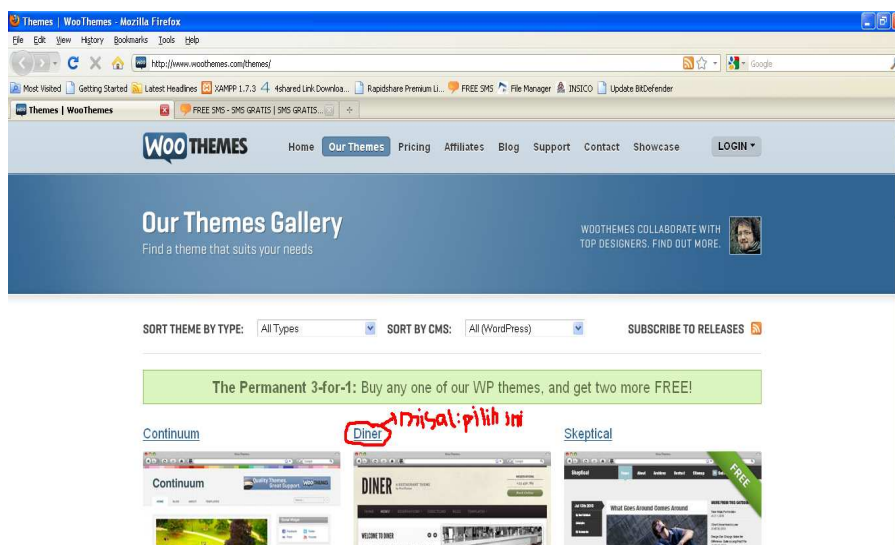 Themes | WooThemes - Mozilla Firefox
File Edit View History Bookmarks Tools Help
http://www.woothemes.com/themes/
Google
Most Visited Getting Started Latest Headlines XAMPP 1.7.3 4shared Link Downloa... Rapidshare Premium Li... FREE SMS File Manager INSICO Update BitDefender
Themes | WooThemes
FREE SMS - SMS GRATIS | SMS GRATIS...
WOO THEMES
Home Our Themes Pricing Affiliates Blog Support Contact Showcase LOGIN
Our Themes Gallery
Find a theme that suits your needs
WOOTHEMES COLLABORATE WITH
TOP DESIGNERS. FIND OUT MORE.
SORT THEME BY TYPE: All Types SORT BY CMS: All (WordPress) SUBSCRIBE TO RELEASES
The Permanent 3-for-1: Buy any one of our WP themes, and get two more FREE!
misal: pilih ini
Continuum Diner Skeptical
Continuum
DINER
WELCOME TO DINER
Skeptical
FREE
What Goes Around Comes Around